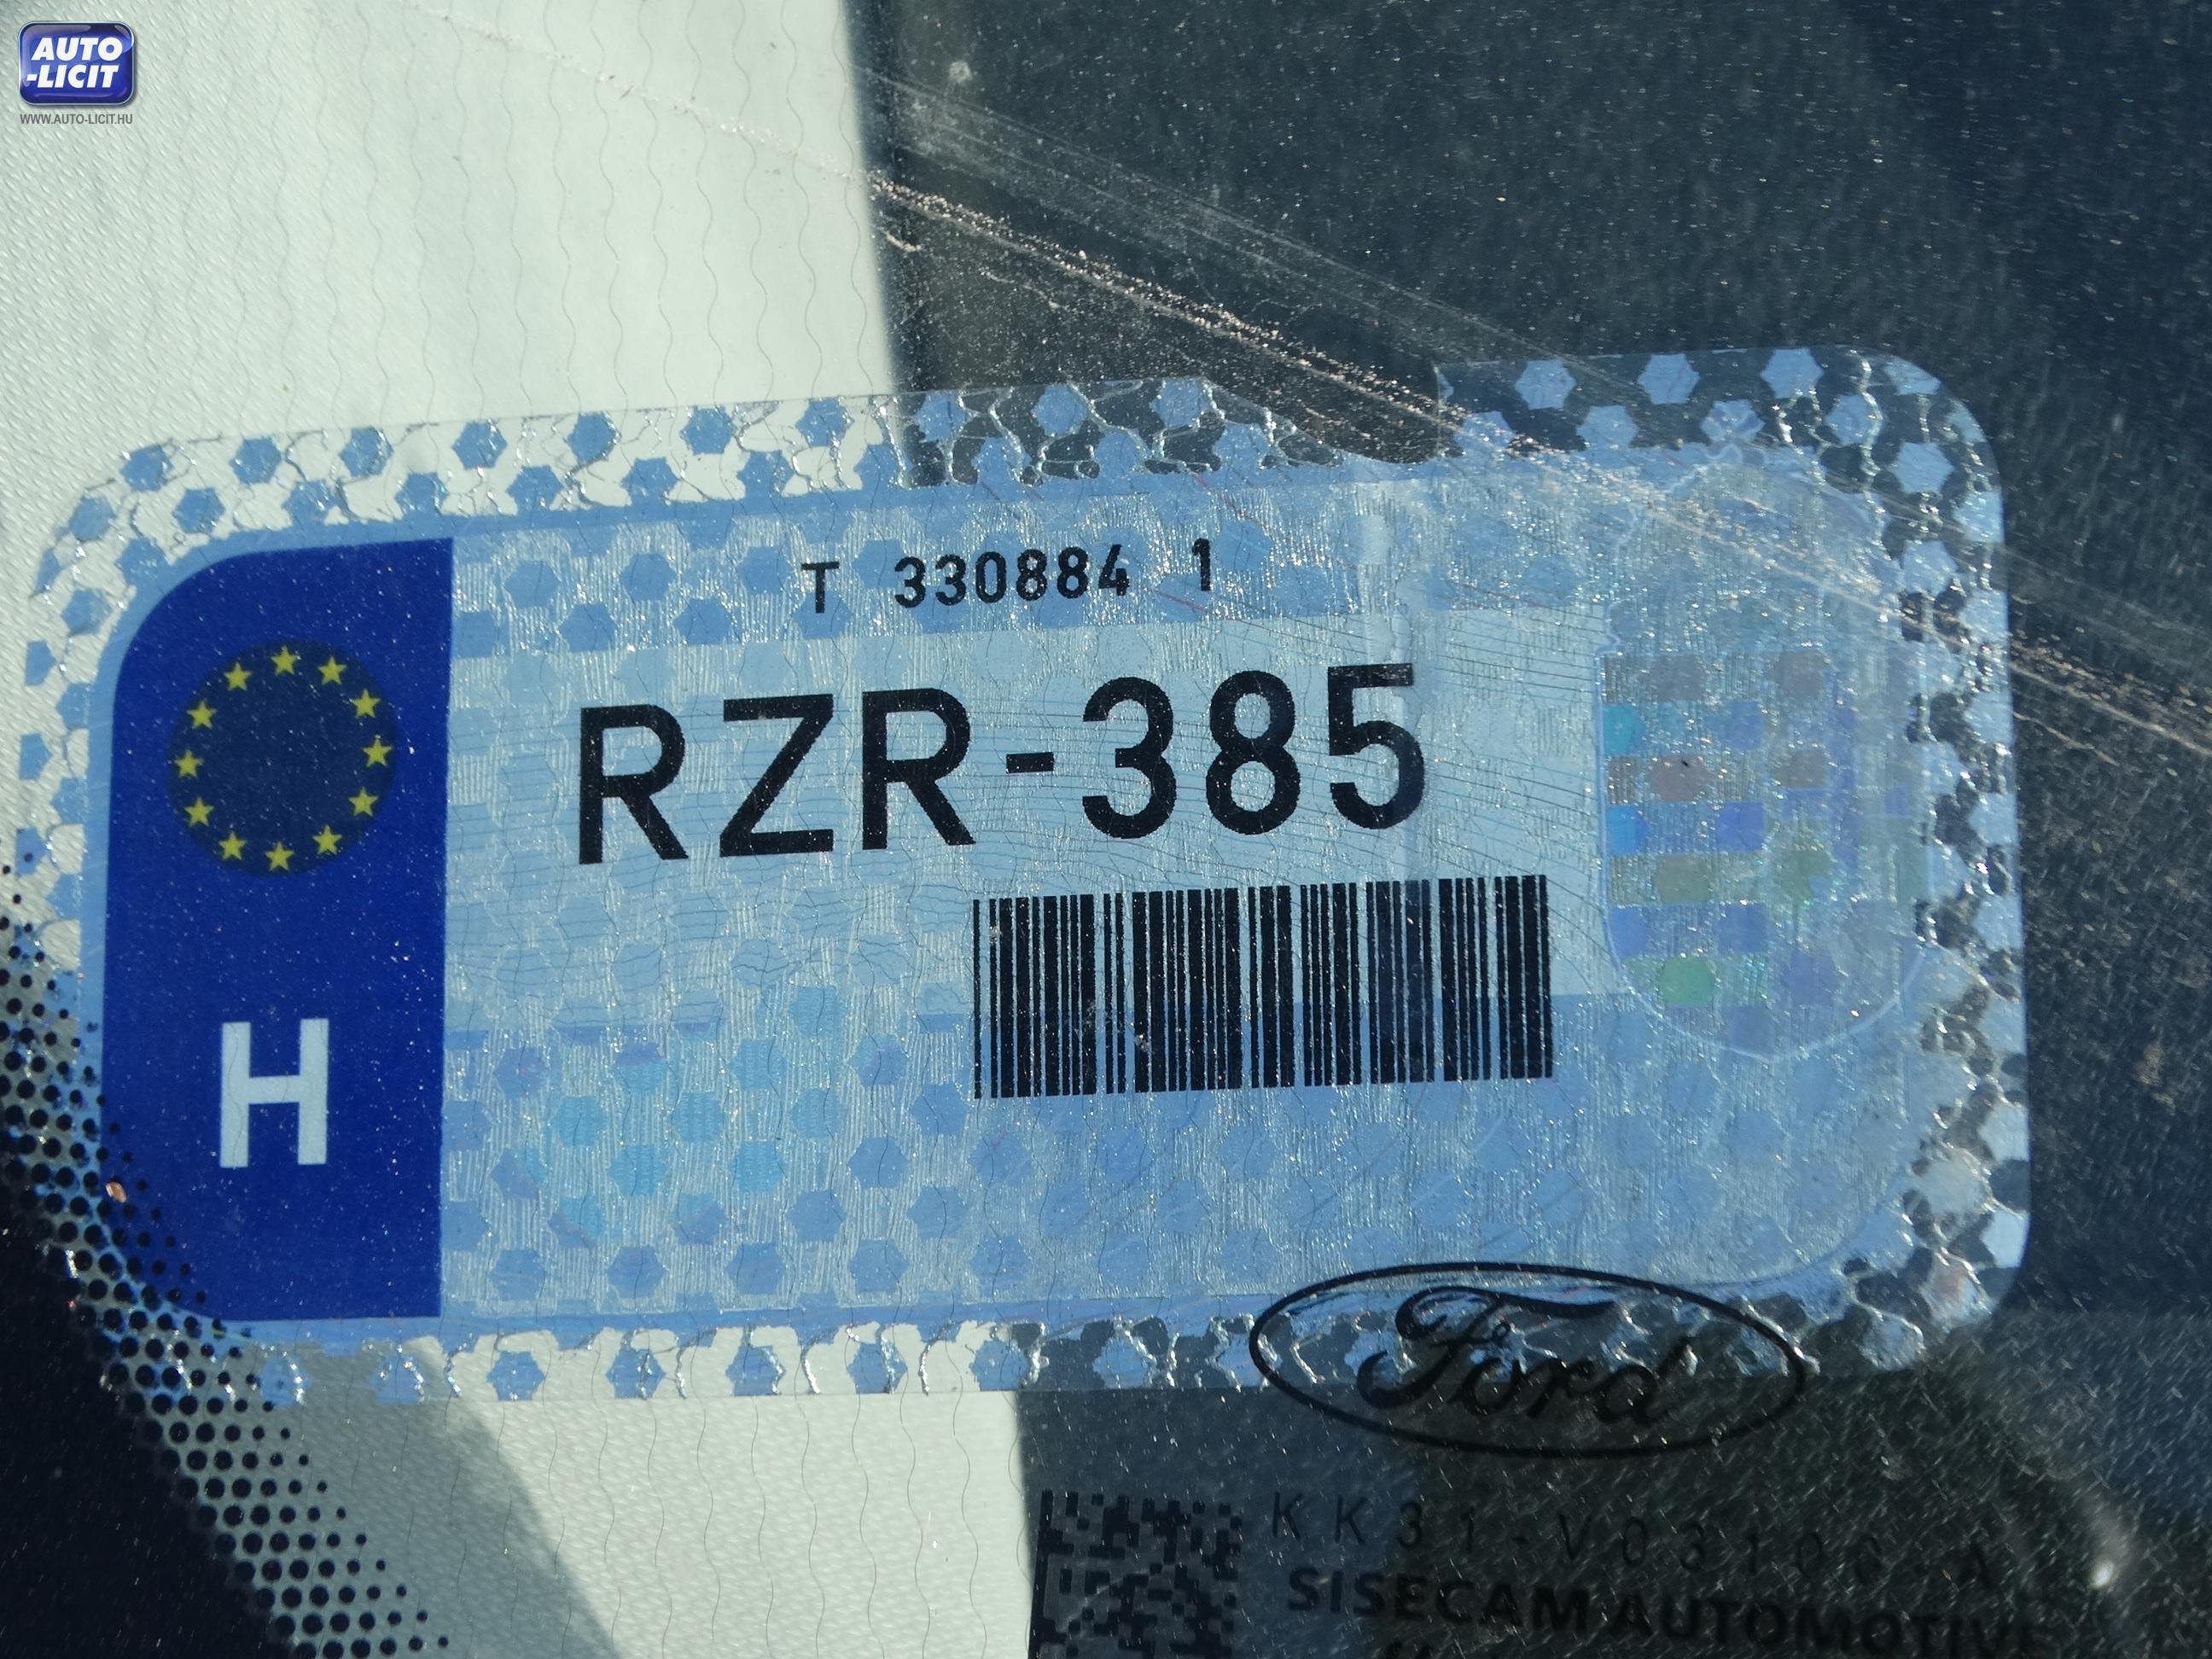 AUTO
-LICIT
WWW.AUTO-LICIT.HU
T 330884 1
RZR-385
H
Ford
SISECAM AUTOMOTIVE